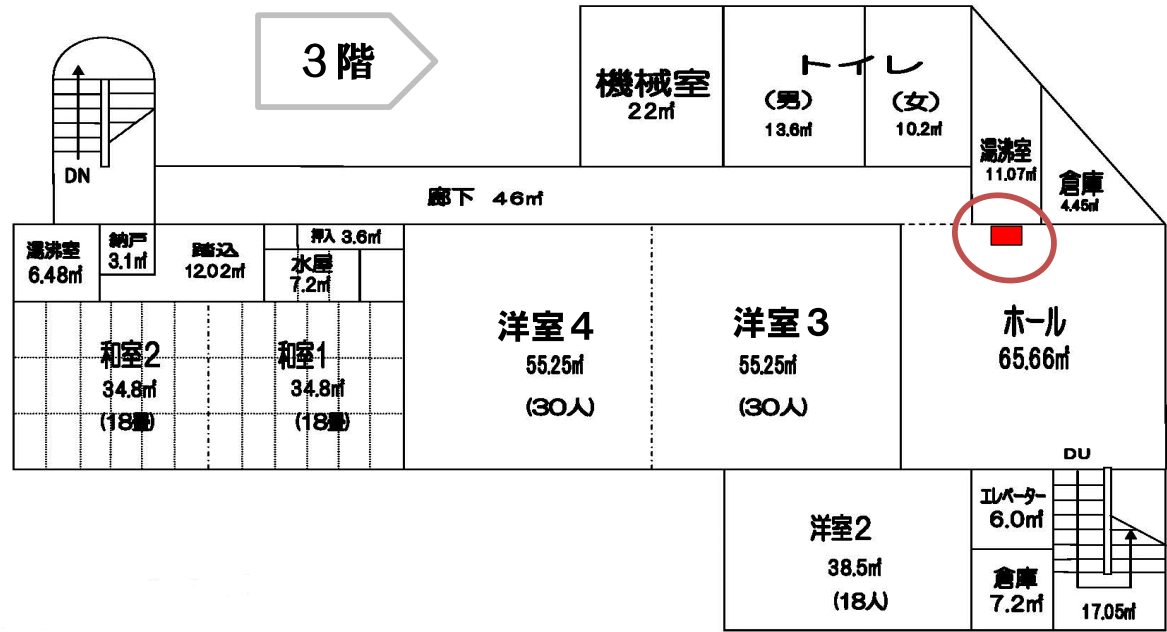 3階
機械室
22㎡
トイレ
(男)
13.6㎡
(女)
10.2㎡
湯沸室
11.07㎡
倉庫
4.45㎡
DN
廊下 46㎡
湯沸室
6.48㎡
納戸
3.1㎡
踏込
12.02㎡
押入 3.6㎡
水屋
7.2㎡
和室2
34.8㎡
(18畳)
和室1
34.8㎡
(18畳)
洋室4
55.25㎡
(30人)
洋室3
55.25㎡
(30人)
ホール
65.66㎡
DU
洋室2
38.5㎡
(18人)
エレベーター
6.0㎡
倉庫
7.2㎡
17.05㎡